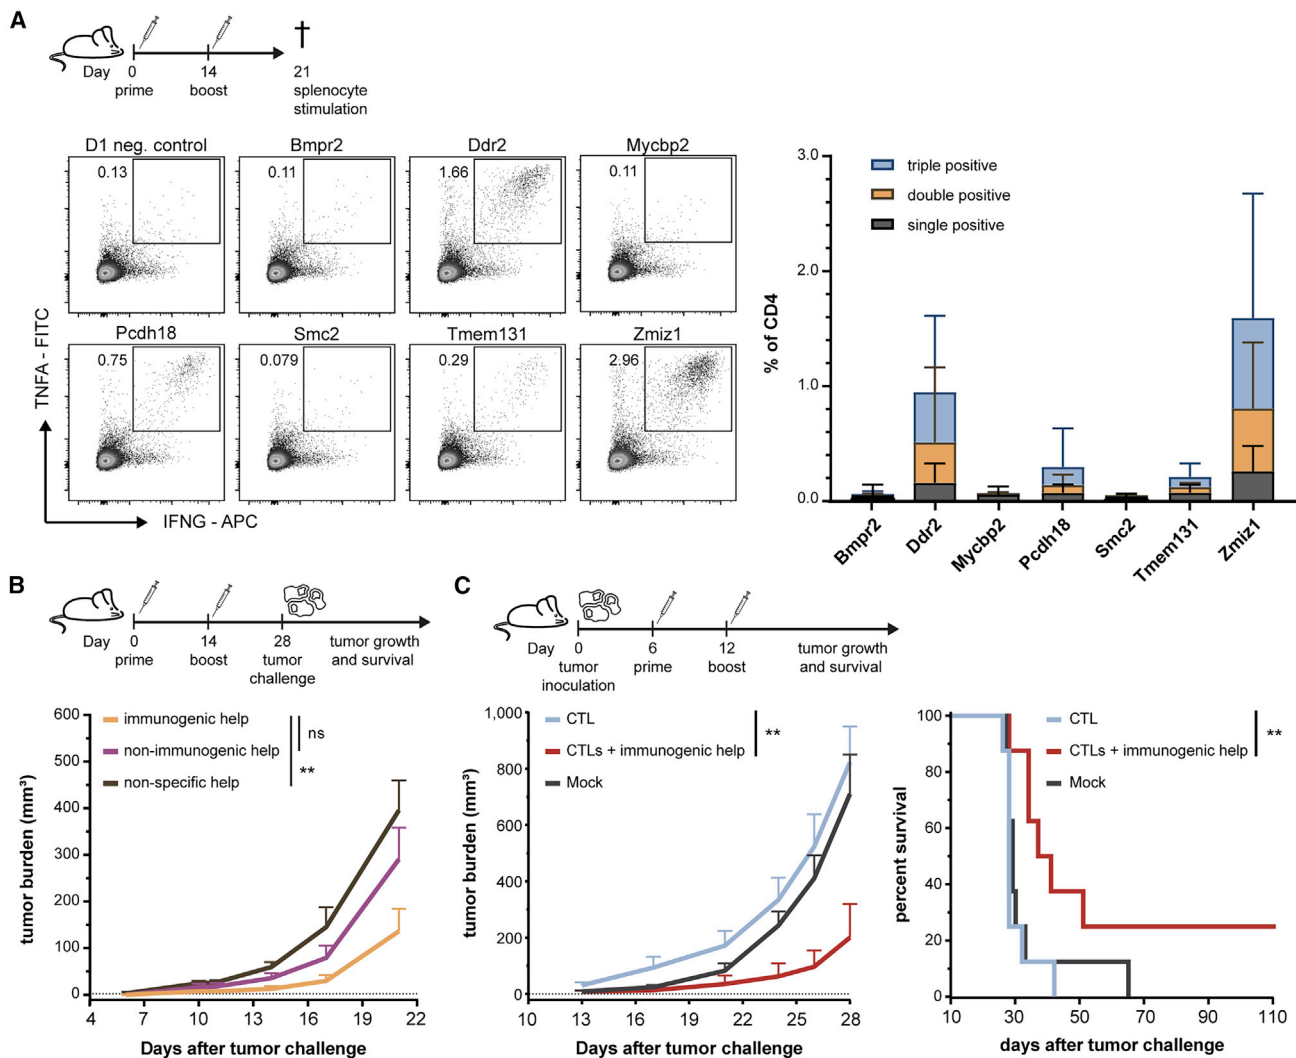 A
Day 0 14 21
prime boost splenocyte
stimulation
D1 neg. control Bmpr2 Ddr2 Mycbp2
0.13 0.11 1.66 0.11
Pcdh18 Smc2 Tmem131 Zmiz1
0.75 0.079 0.29 2.96
TNFA - FITC
IFNG - APC
triple positive
double positive
single positive
% of CD4
3.0
2.0
1.0
0.0
Bmpr2 Ddr2 Mycbp2 Pcdh18 Smc2 Tmem131 Zmiz1
B
Day 0 14 28 tumor growth
prime boost tumor and survival
challenge
immunogenic help
non-immunogenic help
non-specific help
ns
**
tumor burden (mm³)
600
500
400
300
200
100
0
4 7 10 13 16 19 22
Days after tumor challenge
C
Day 0 6 12 tumor growth
tumor prime boost and survival
inoculation
CTL
CTLs + immunogenic help
Mock
**
tumor burden (mm³)
1,000
800
600
400
200
0
10 13 16 19 22 25 28
Days after tumor challenge
CTL
CTLs + immunogenic help
Mock
**
percent survival
100
80
60
40
20
0
10 30 50 70 90 110
days after tumor challenge